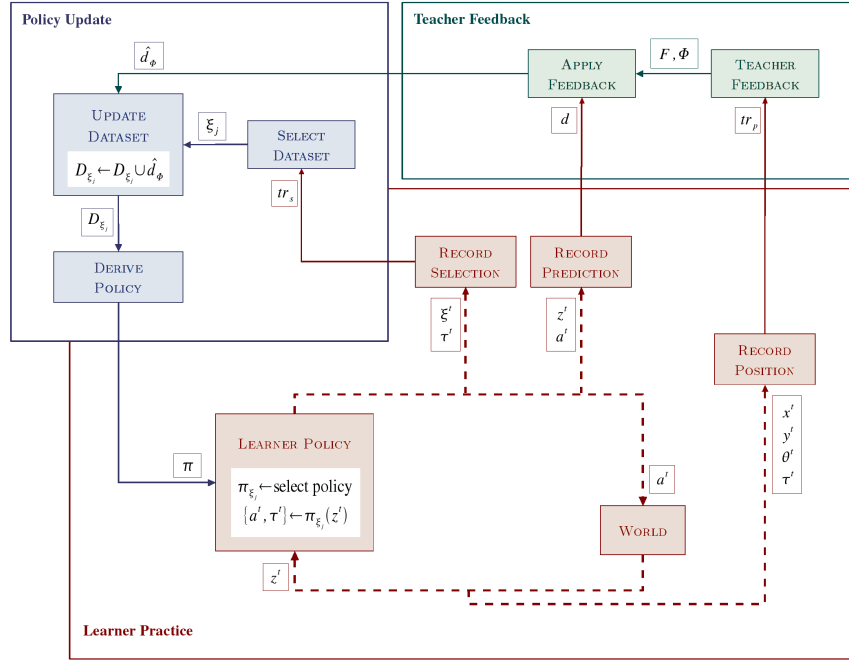 Policy Update
Teacher Feedback
d̂_Φ
F , Φ
APPLY
FEEDBACK
TEACHER
FEEDBACK
UPDATE
DATASET
D_ξj ← D_ξj ∪ d̂_Φ
ξ_j
SELECT
DATASET
d
tr_p
tr_s
D_ξj
DERIVE
POLICY
RECORD
SELECTION
RECORD
PREDICTION
ξ^t
τ^t
z^t
a^t
RECORD
POSITION
x^t
y^t
θ^t
τ^t
LEARNER POLICY
π_ξj ← select policy
{a^t , τ^t} ← π_ξj (z^t)
π
a^t
WORLD
z^t
Learner Practice